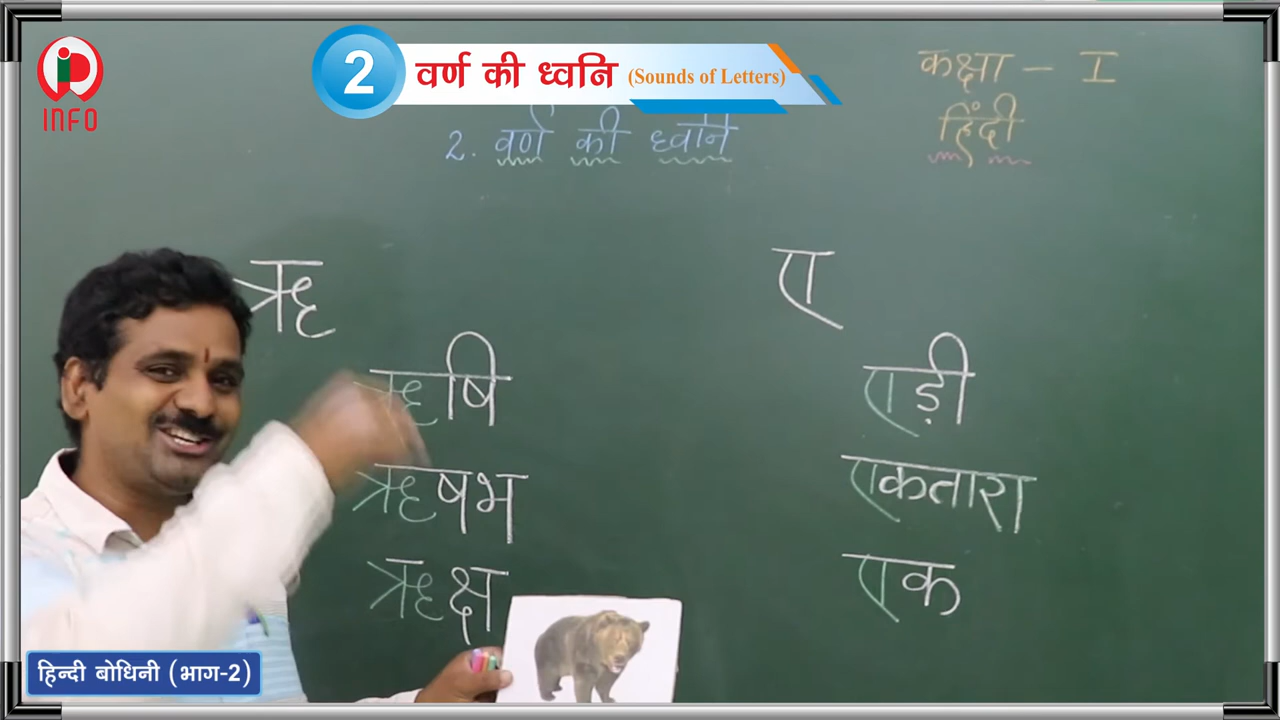 INFO
2 वर्ण की ध्वनि (Sounds of Letters)
कक्षा - I
हिंदी
2. वर्ण की ध्वनि
ऋ
ऋषि
ऋषभ
ऋक्ष
ए
एड़ी
एकतारा
एक
हिन्दी बोधिनी (भाग-2)